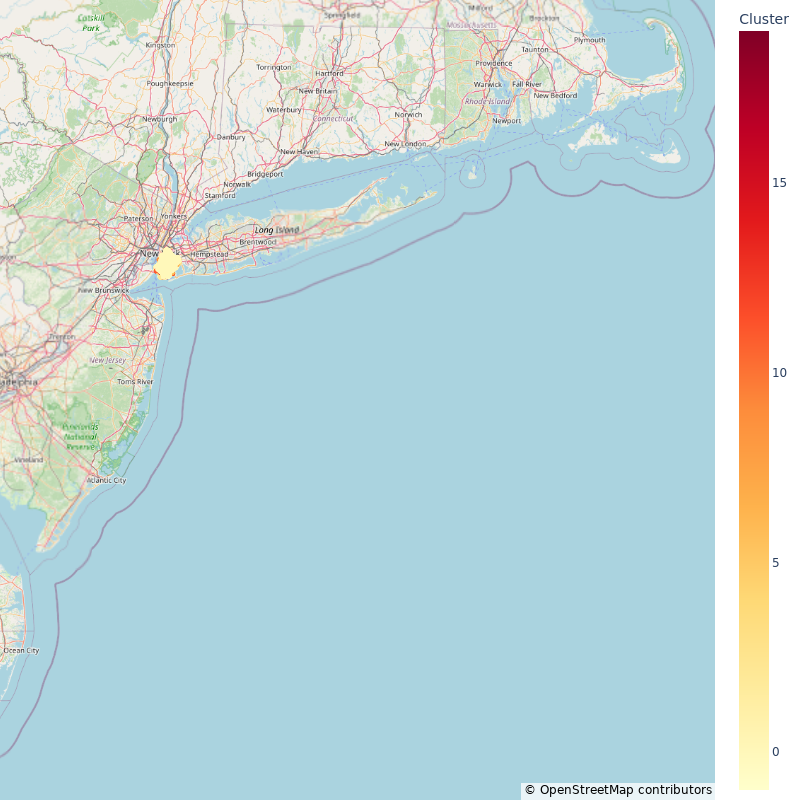 Cluster
15
10
5
0
Catskill
Park
Springfield
Milford
Brockton
Massachusetts
Kingston
Plymouth
Taunton
Torrington
Hartford
Providence
Poughkeepsie
New Britain
Warwick
Fall River
New Bedford
Waterbury
Rhode Island
Newburgh
Connecticut
Norwich
Newport
Danbury
New London
New Haven
Bridgeport
Norwalk
Stamford
Paterson
Yonkers
Long Island
Brentwood
New
Hempstead
New Brunswick
Trenton
New Jersey
adelphia
Toms River
Pinelands
National
Reserve
Vineland
Atlantic City
Ocean City
© OpenStreetMap contributors